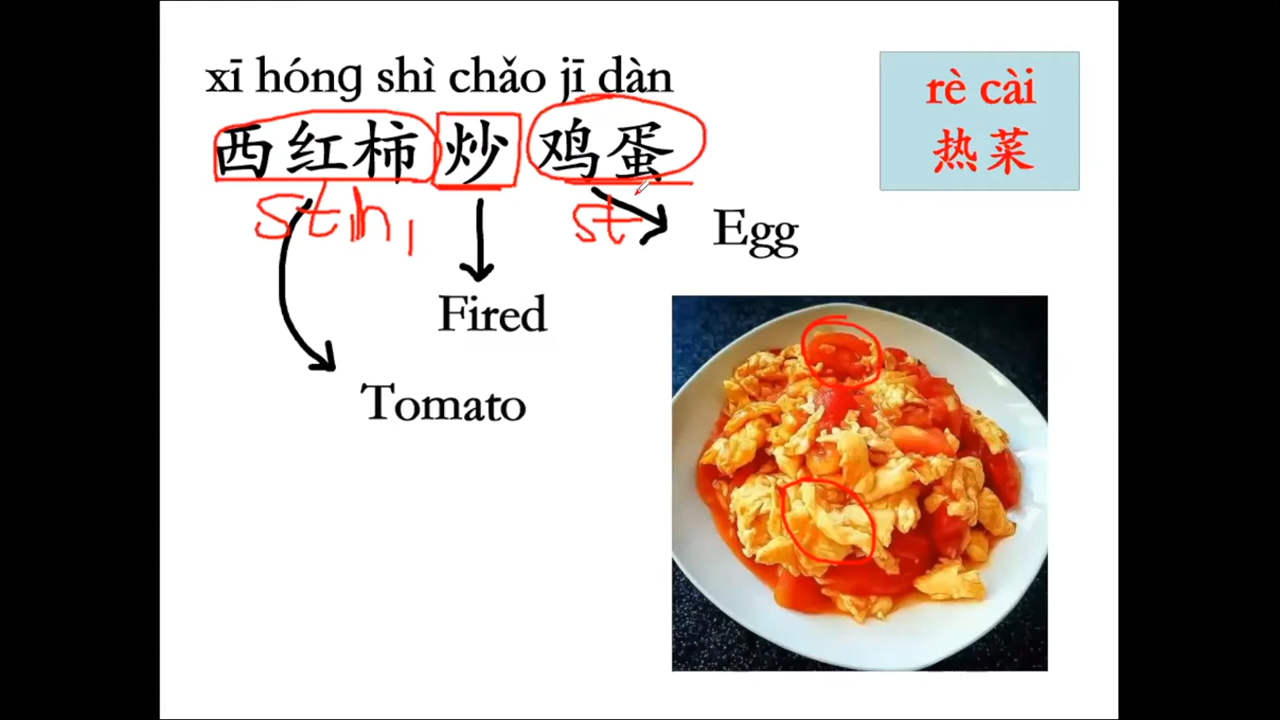 xī hóng shì chǎo jī dàn
西红柿炒鸡蛋
rè cài
热菜
sth
st
Egg
Fired
Tomato